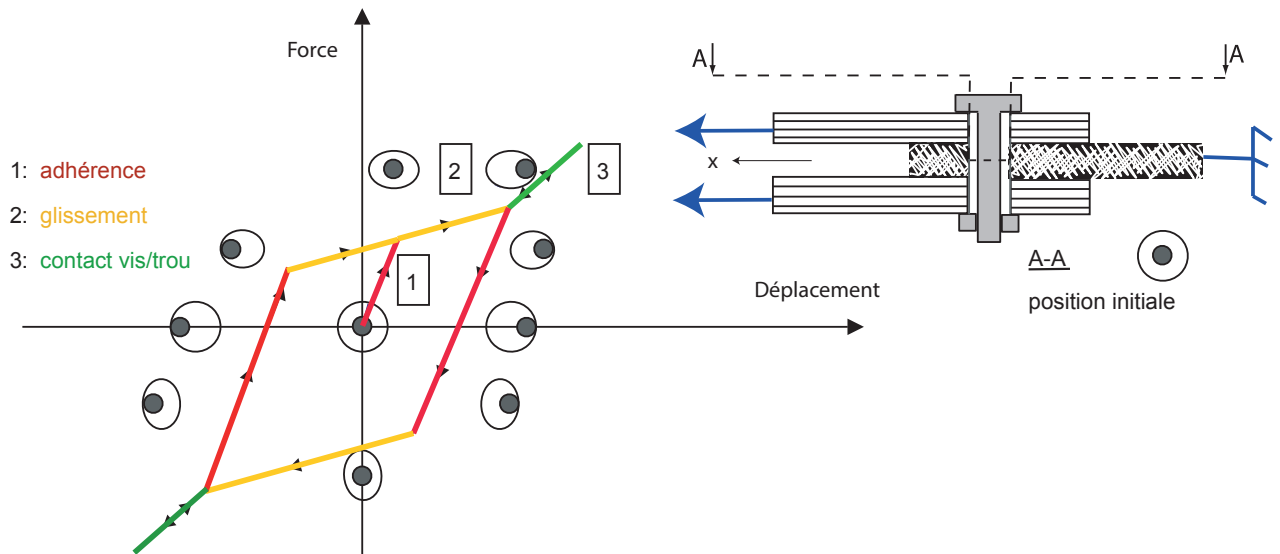 Force
1: adhérence
2: glissement
3: contact vis/trou
2
3
1
Déplacement
A
A
x
A-A
position initiale